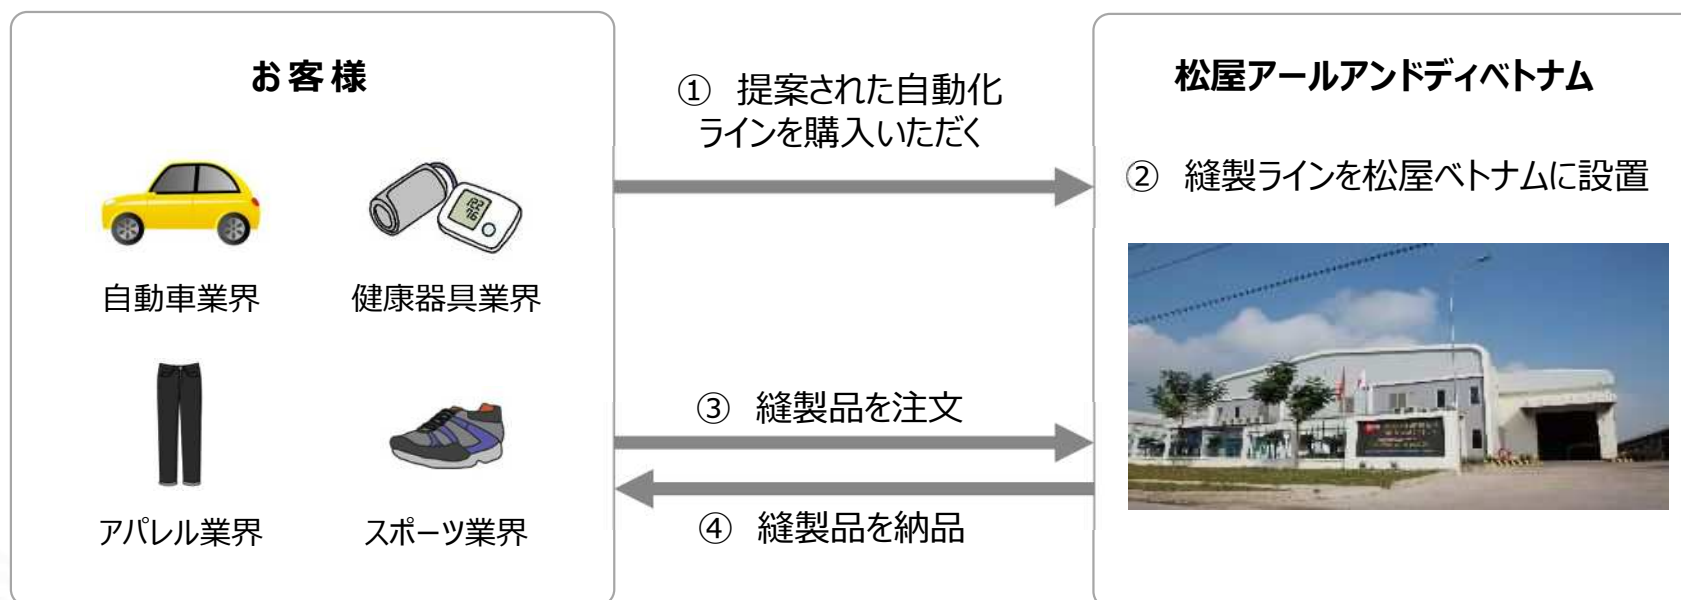 お客様
自動車業界
健康器具業界
アパレル業界
スポーツ業界
① 提案された自動化
ラインを購入いただく
③ 縫製品を注文
④ 縫製品を納品
松屋アールアンドディベトナム
② 縫製ラインを松屋ベトナムに設置